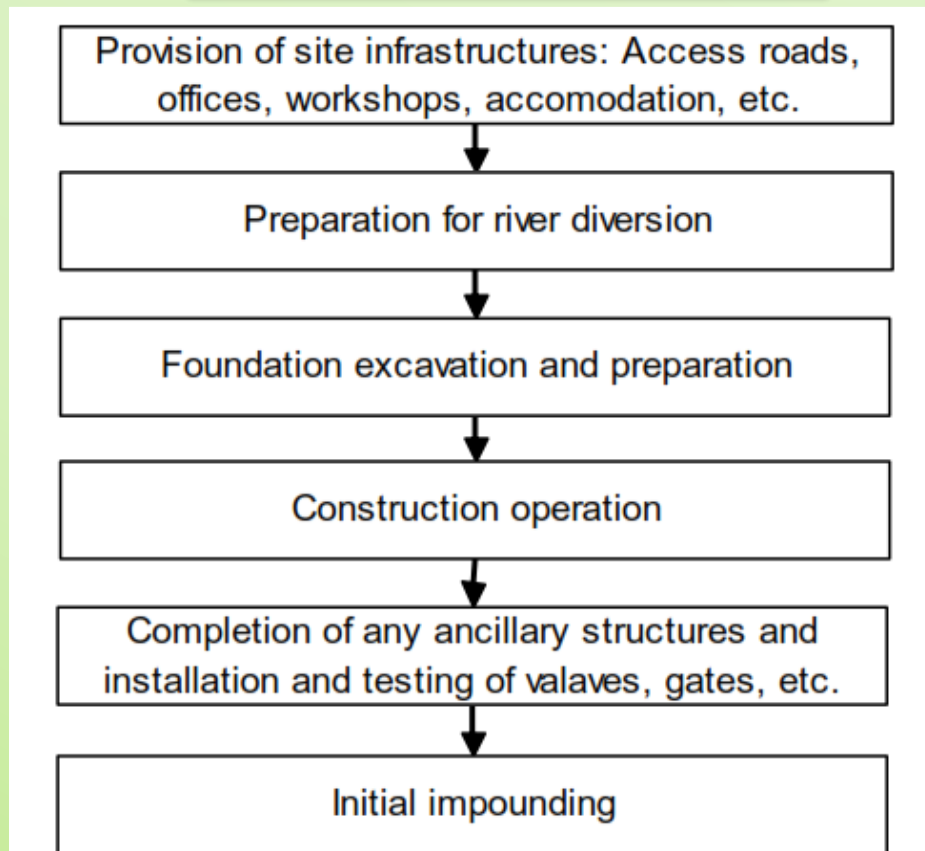 Provision of site infrastructures: Access roads,
offices, workshops, accomodation, etc.
Preparation for river diversion
Foundation excavation and preparation
Construction operation
Completion of any ancillary structures and
installation and testing of valaves, gates, etc.
Initial impounding